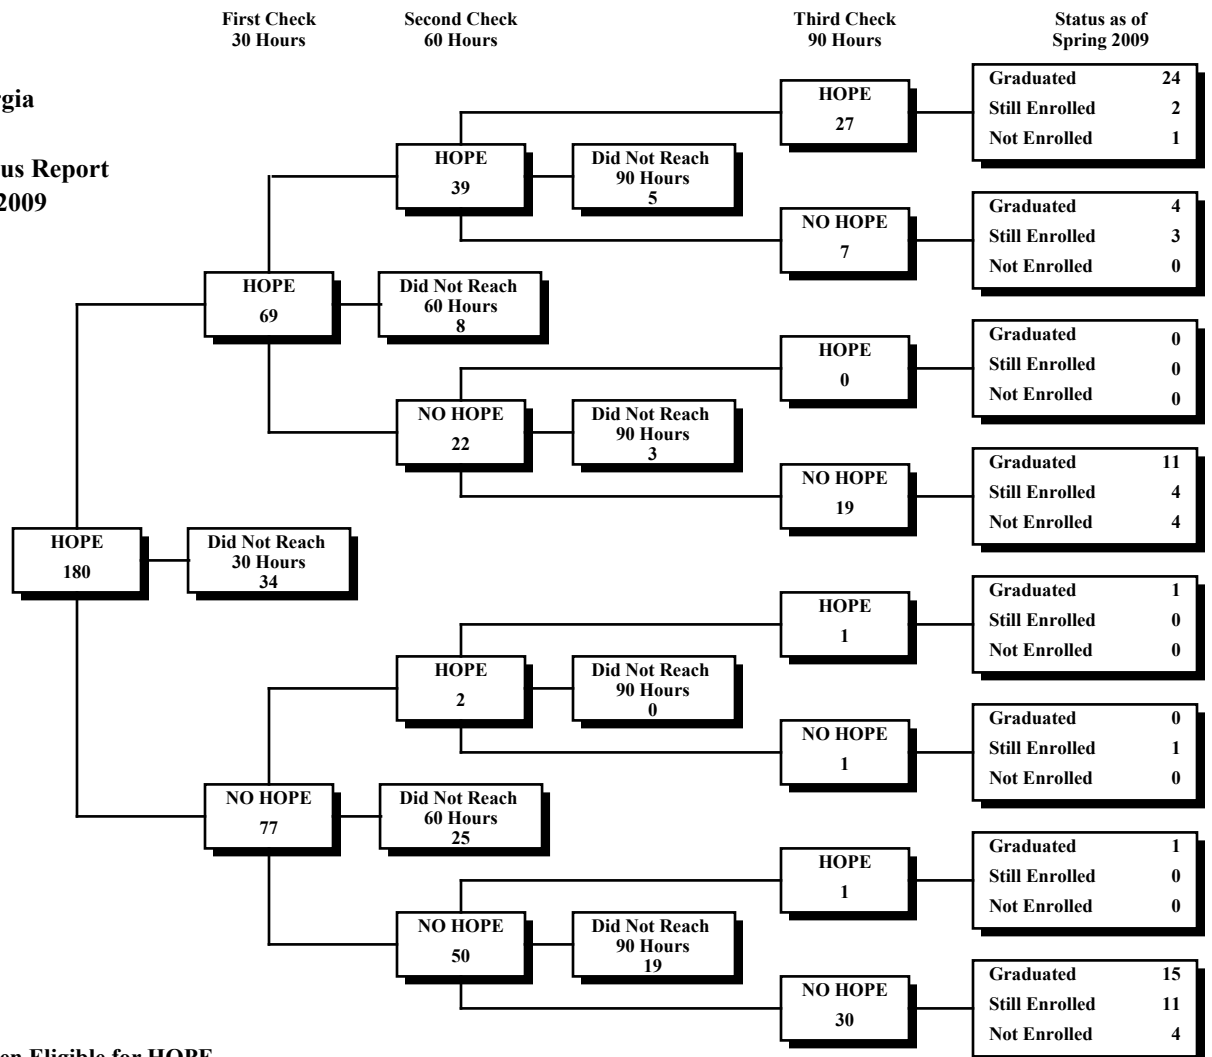 First Check
30 Hours
Second Check
60 Hours
Third Check
90 Hours
Status as of
Spring 2009
us Report
2009
HOPE
180
Did Not Reach
30 Hours
34
HOPE
69
Did Not Reach
60 Hours
8
NO HOPE
77
Did Not Reach
60 Hours
25
HOPE
39
Did Not Reach
90 Hours
5
NO HOPE
22
Did Not Reach
90 Hours
3
HOPE
2
Did Not Reach
90 Hours
0
NO HOPE
50
Did Not Reach
90 Hours
19
HOPE
27
Graduated 24
Still Enrolled 2
Not Enrolled 1
NO HOPE
7
Graduated 4
Still Enrolled 3
Not Enrolled 0
HOPE
0
Graduated 0
Still Enrolled 0
Not Enrolled 0
NO HOPE
19
Graduated 11
Still Enrolled 4
Not Enrolled 4
HOPE
1
Graduated 1
Still Enrolled 0
Not Enrolled 0
NO HOPE
1
Graduated 0
Still Enrolled 1
Not Enrolled 0
HOPE
1
Graduated 1
Still Enrolled 0
Not Enrolled 0
NO HOPE
30
Graduated 15
Still Enrolled 11
Not Enrolled 4
en Eligible for HOPE